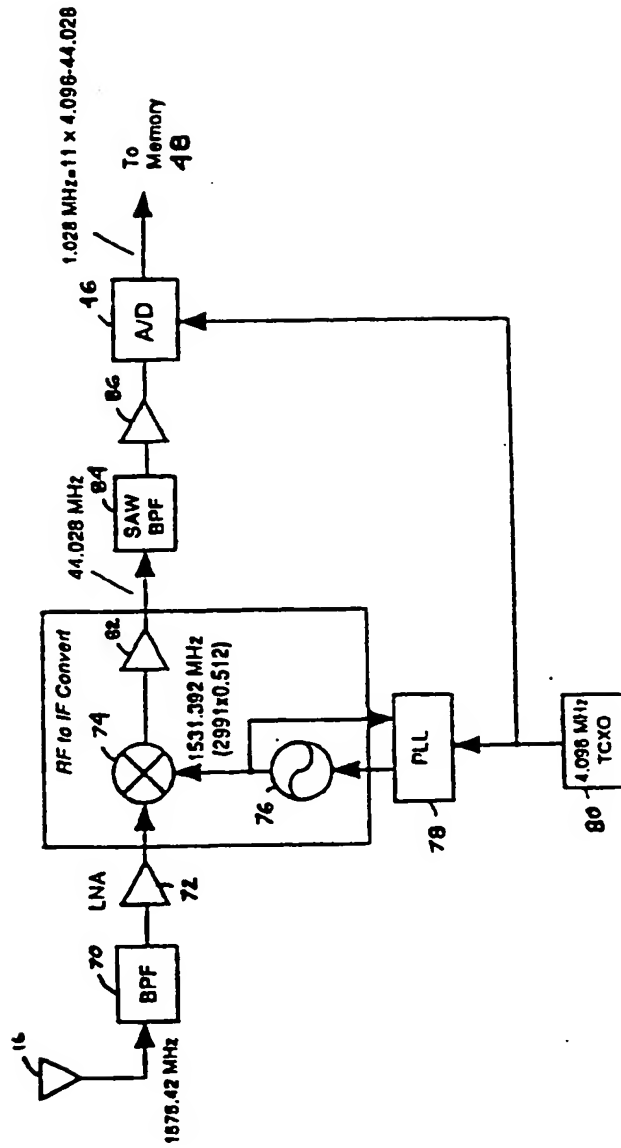 16
1575.42 MHz
70
BPF
LNA
72
RF to IF Convert
74
82
1531.392 MHz
(2991x0.512)
76
PLL
78
4.096 MHz
TCXO
80
44.028 MHz
84
SAW
BPF
86
46
A/D
1.028 MHz=11 x 4.096-44.028
To
Memory
48